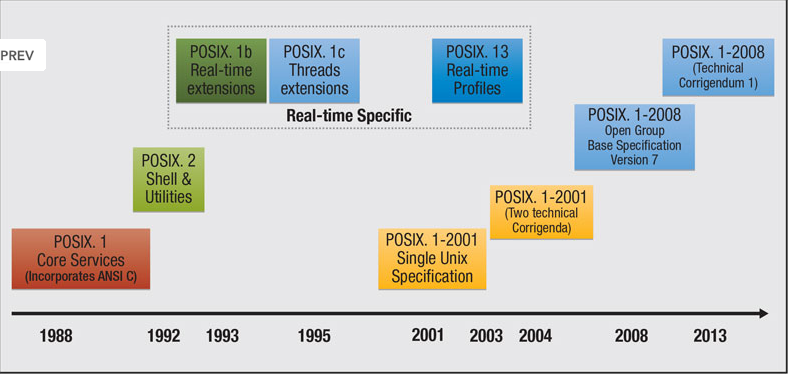 PREV
POSIX. 1b
Real-time
extensions
POSIX. 1c
Threads
extensions
POSIX. 13
Real-time
Profiles
Real-time Specific
POSIX. 1-2008
(Technical
Corrigendum 1)
POSIX. 1-2008
Open Group
Base Specification
Version 7
POSIX. 2
Shell &
Utilities
POSIX. 1-2001
(Two technical
Corrigenda)
POSIX. 1
Core Services
(Incorporates ANSI C)
POSIX. 1-2001
Single Unix
Specification
1988 1992 1993 1995 2001 2003 2004 2008 2013